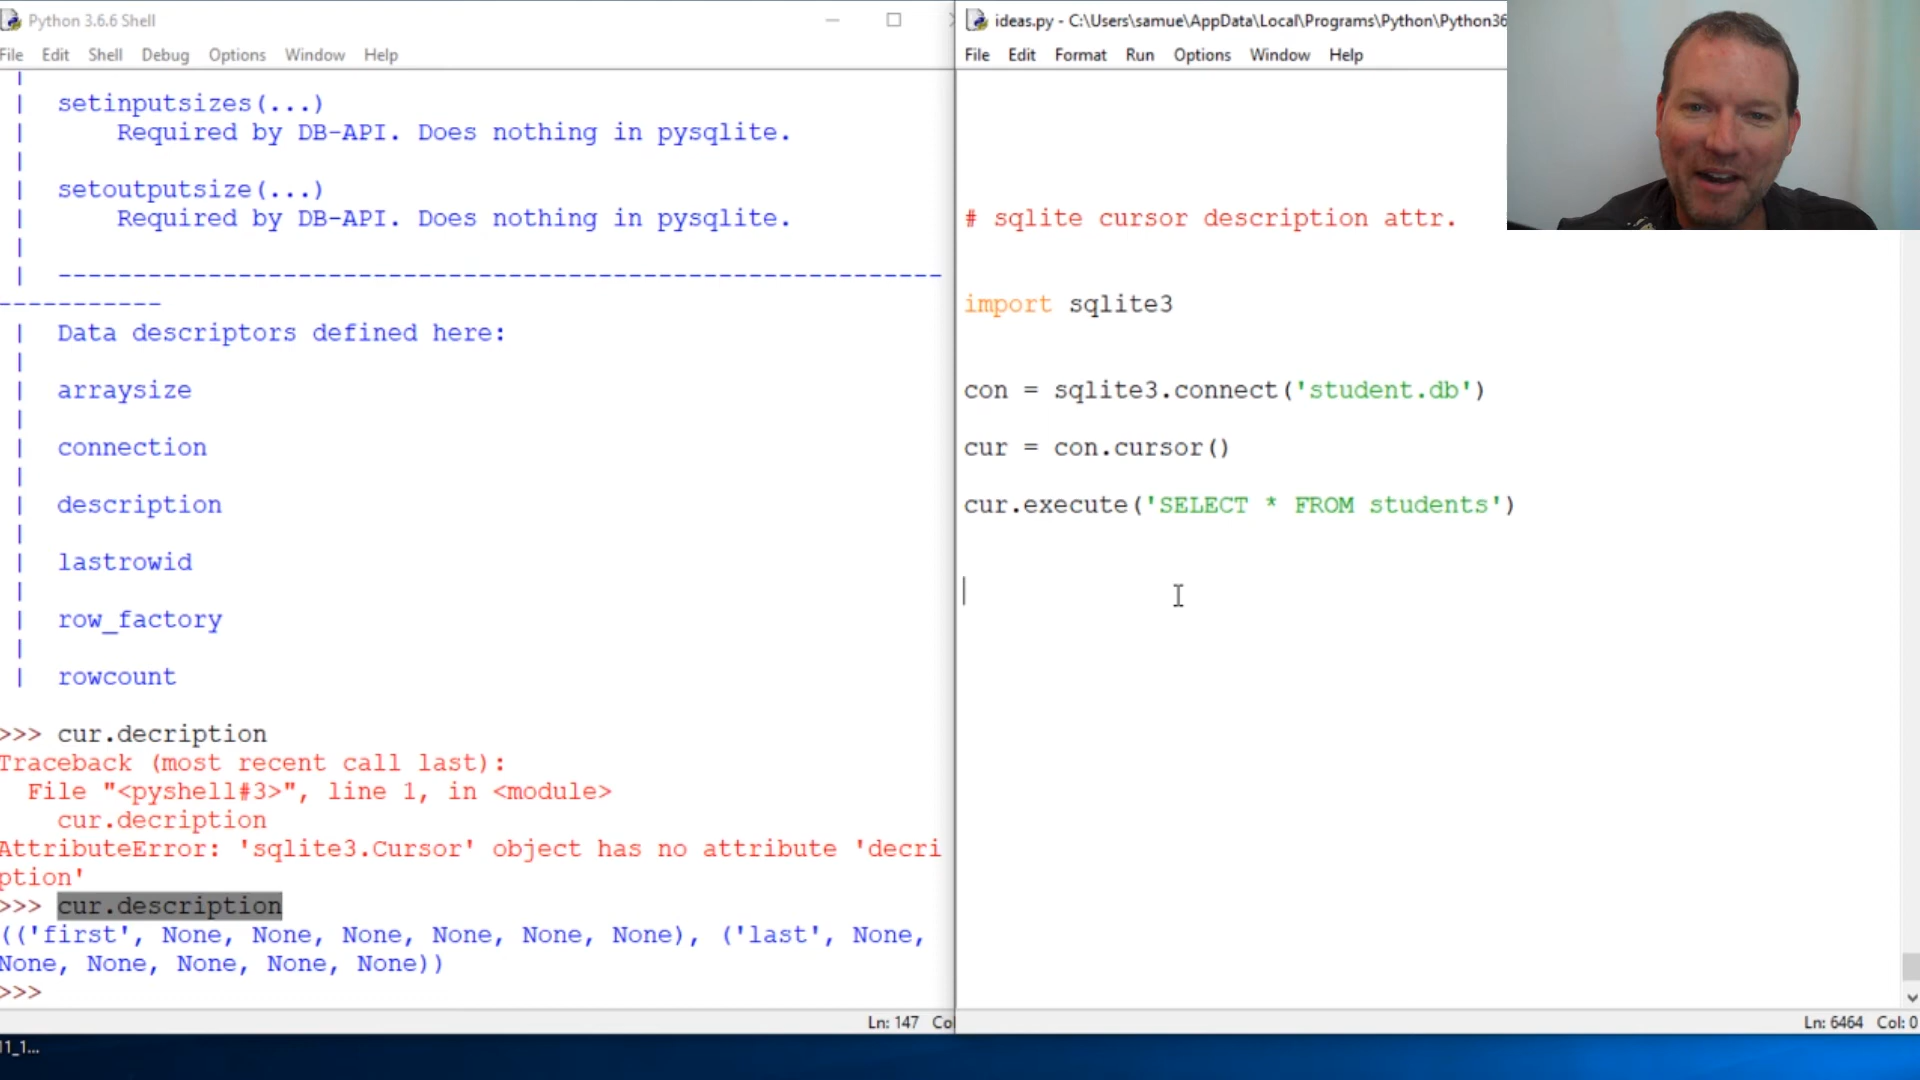 Python 3.6.6 Shell
File Edit Shell Debug Options Window Help
|
| setinputsizes(...)
|     Required by DB-API. Does nothing in pysqlite.
|
| setoutputsize(...)
|     Required by DB-API. Does nothing in pysqlite.
|
| -----------------------------------------------------------
-----------
| Data descriptors defined here:
|
| arraysize
|
| connection
|
| description
|
| lastrowid
|
| row_factory
|
| rowcount
>>> cur.decription
Traceback (most recent call last):
  File "<pyshell#3>", line 1, in <module>
    cur.decription
AttributeError: 'sqlite3.Cursor' object has no attribute 'decri
ption'
>>> cur.description
(('first', None, None, None, None, None, None), ('last', None,
None, None, None, None, None))
>>>
Ln: 147 Col
11_1...
ideas.py - C:\Users\samue\AppData\Local\Programs\Python\Python36
File Edit Format Run Options Window Help
# sqlite cursor description attr.
import sqlite3
con = sqlite3.connect('student.db')
cur = con.cursor()
cur.execute('SELECT * FROM students')
Ln: 6464 Col: 0